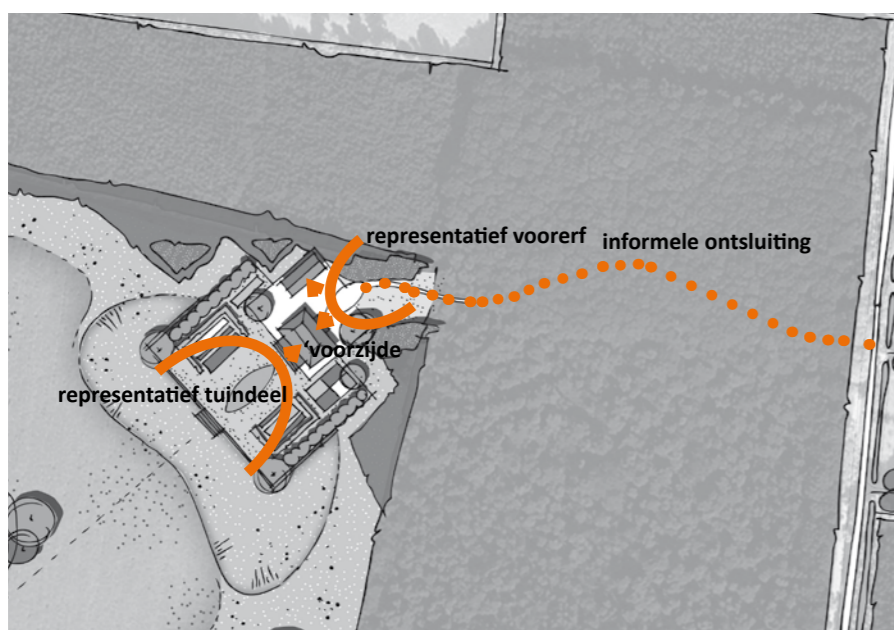 representatief voorerf
informele ontsluiting
‘voorzijde
representatief tuindeel